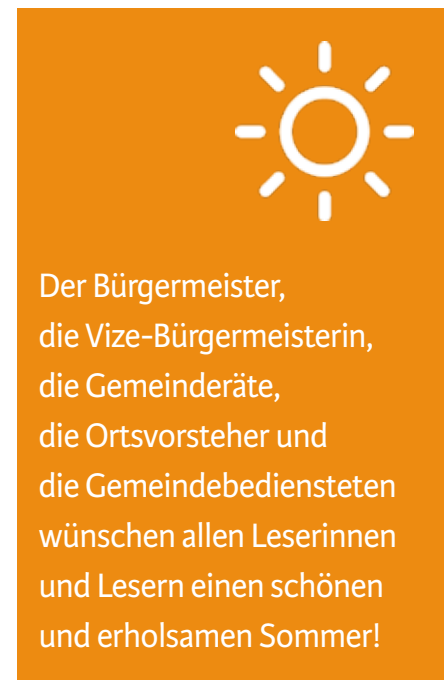 Der Bürgermeister,
die Vize-Bürgermeisterin,
die Gemeinderäte,
die Ortsvorsteher und
die Gemeindebediensteten
wünschen allen Leserinnen
und Lesern einen schönen
und erholsamen Sommer!